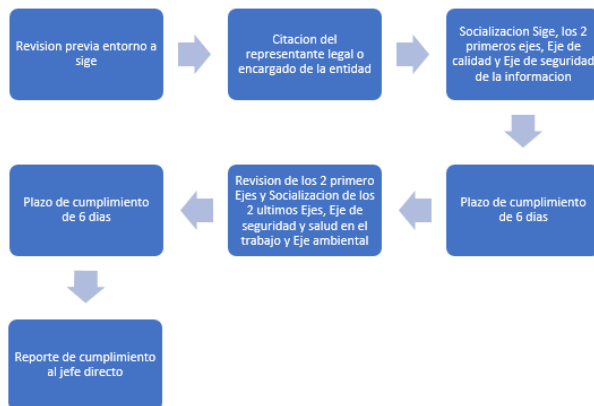 Revision previa entorno a
sige
Citacion del
representante legal o
encargado de la entidad
Socializacion Sige, los 2
primeros ejes, Eje de
calidad y Eje de seguridad
de la informacion
Plazo de cumplimiento
de 6 dias
Revision de los 2 primero
Ejes y Socializacion de los
2 ultimos Ejes, Eje de
seguridad y salud en el
trabajo y Eje ambiental
Plazo de cumplimiento
de 6 dias
Reporte de cumplimiento
al jefe directo